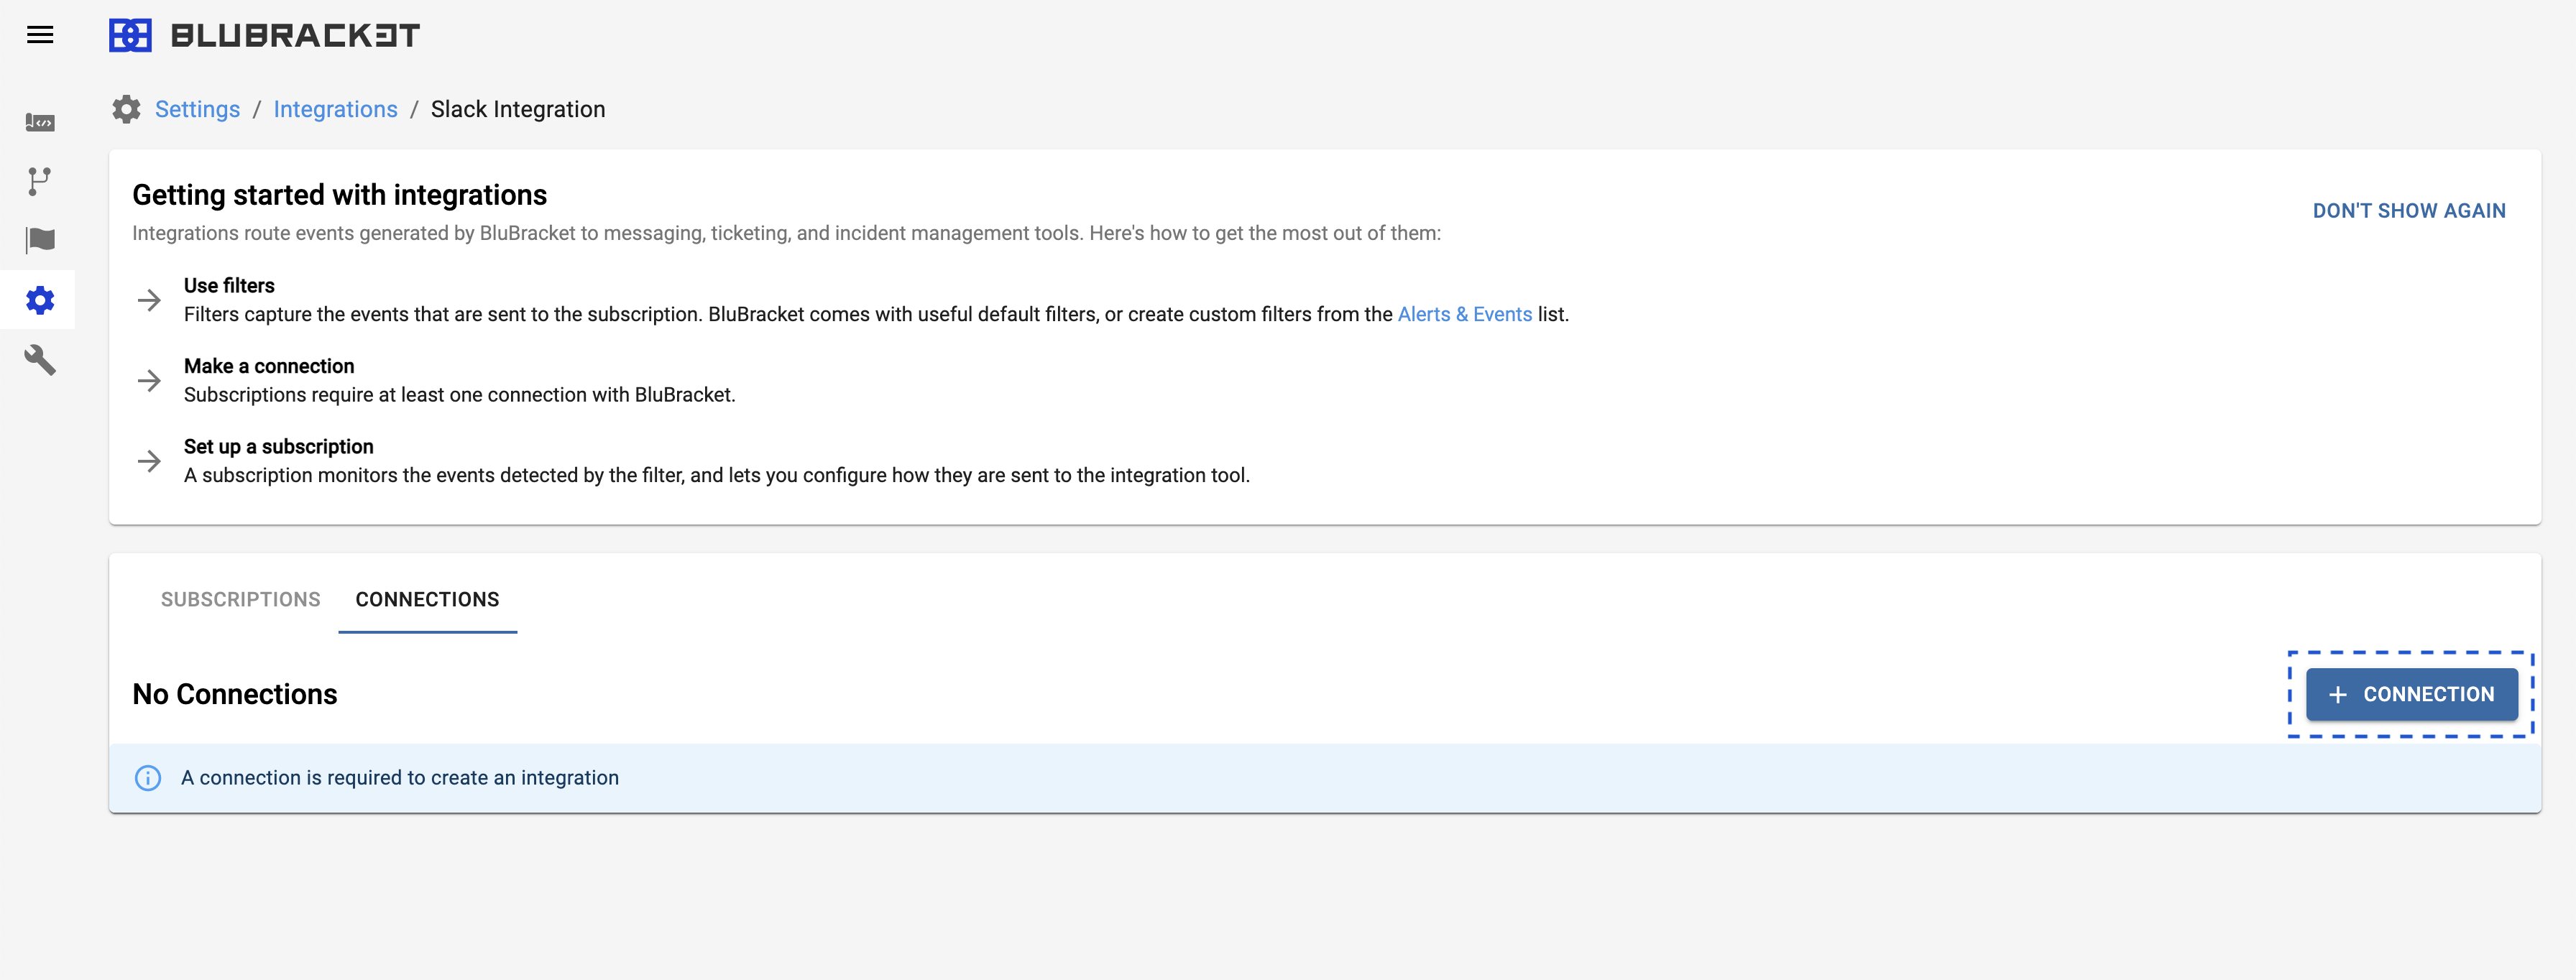 BLUBRACKET
Settings / Integrations / Slack Integration
Getting started with integrations
DON'T SHOW AGAIN
Integrations route events generated by BluBracket to messaging, ticketing, and incident management tools. Here's how to get the most out of them:
Use filters
Filters capture the events that are sent to the subscription. BluBracket comes with useful default filters, or create custom filters from the Alerts & Events list.
Make a connection
Subscriptions require at least one connection with BluBracket.
Set up a subscription
A subscription monitors the events detected by the filter, and lets you configure how they are sent to the integration tool.
SUBSCRIPTIONS CONNECTIONS
No Connections
+ CONNECTION
A connection is required to create an integration